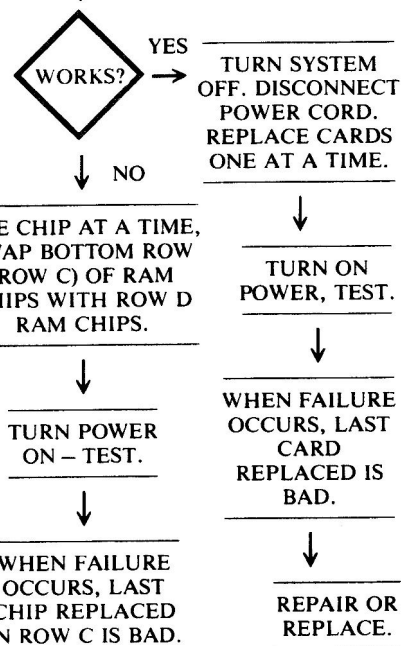 WORKS?
YES
TURN SYSTEM
OFF. DISCONNECT
POWER CORD.
REPLACE CARDS
ONE AT A TIME.
TURN ON
POWER, TEST.
WHEN FAILURE
OCCURS, LAST
CARD
REPLACED IS
BAD.
REPAIR OR
REPLACE.
NO
E CHIP AT A TIME,
AP BOTTOM ROW
ROW C) OF RAM
HIPS WITH ROW D
RAM CHIPS.
TURN POWER
ON – TEST.
WHEN FAILURE
OCCURS, LAST
CHIP REPLACED
N ROW C IS BAD.